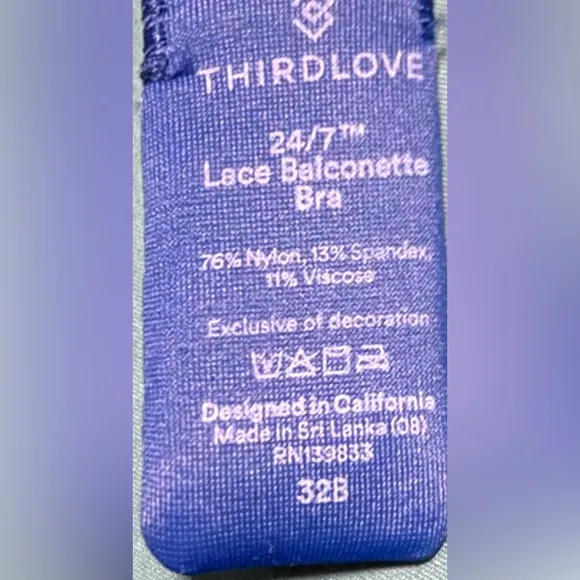 THIRDLOVE
24/7™
Lace Balconette
Bra
76% Nylon, 13% Spandex,
11% Viscose
Exclusive of decoration
Designed in California
Made in Sri Lanka (08)
RN139833
32B